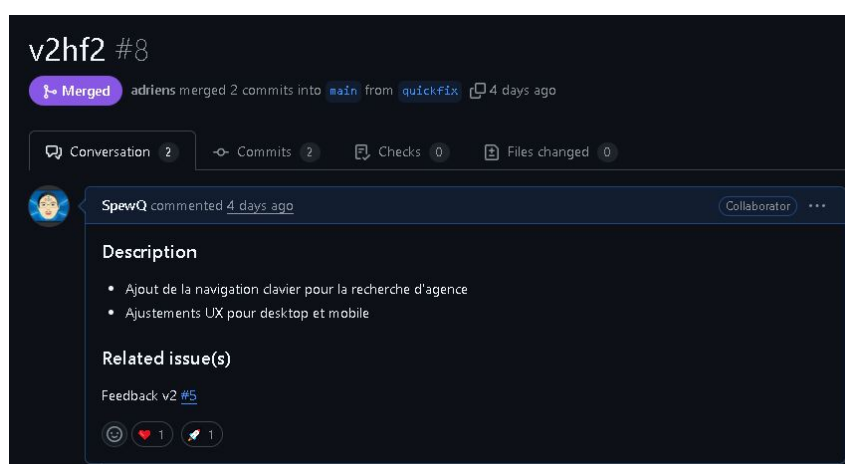 v2hf2 #8
Merged adriens merged 2 commits into main from quickfix 4 days ago
Conversation 2 Commits 2 Checks 0 Files changed 0
SpewQ commented 4 days ago Collaborator
Description
• Ajout de la navigation clavier pour la recherche d'agence
• Ajustements UX pour desktop et mobile
Related issue(s)
Feedback v2 #5
1 1